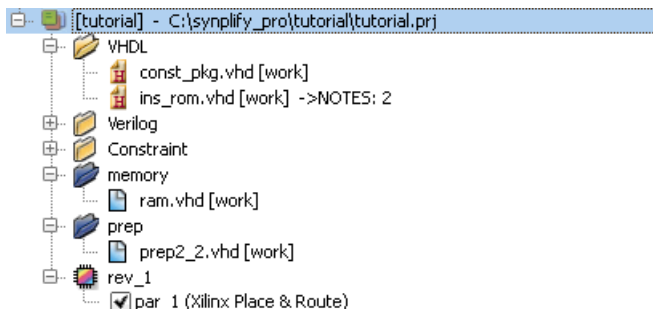 [tutorial] - C:\synplify_pro\tutorial\tutorial.prj
VHDL
const_pkg.vhd [work]
ins_rom.vhd [work] ->NOTES: 2
Verilog
Constraint
memory
ram.vhd [work]
prep
prep2_2.vhd [work]
rev_1
par_1 (Xilinx Place & Route)